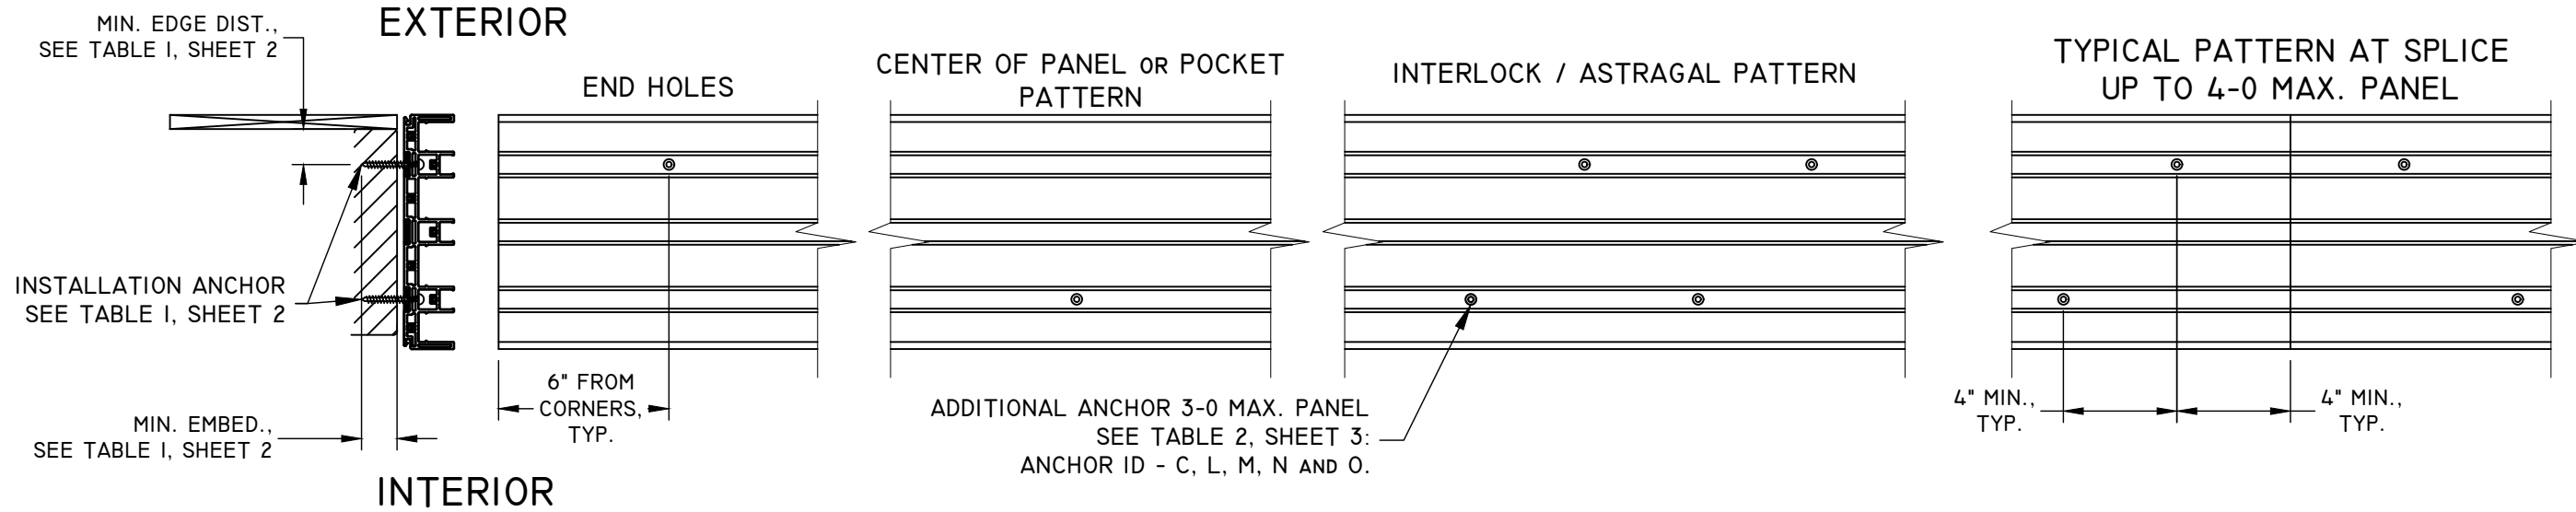 EXTERIOR
MIN. EDGE DIST.,
SEE TABLE 1, SHEET 2
INSTALLATION ANCHOR
SEE TABLE 1, SHEET 2
MIN. EMBED.,
SEE TABLE 1, SHEET 2
INTERIOR
END HOLES
6" FROM
CORNERS,
TYP.
CENTER OF PANEL OR POCKET
PATTERN
INTERLOCK / ASTRAGAL PATTERN
ADDITIONAL ANCHOR 3-0 MAX. PANEL
SEE TABLE 2, SHEET 3:
ANCHOR ID - C, L, M, N AND O.
TYPICAL PATTERN AT SPLICE
UP TO 4-0 MAX. PANEL
4" MIN.,
TYP.
4" MIN.,
TYP.